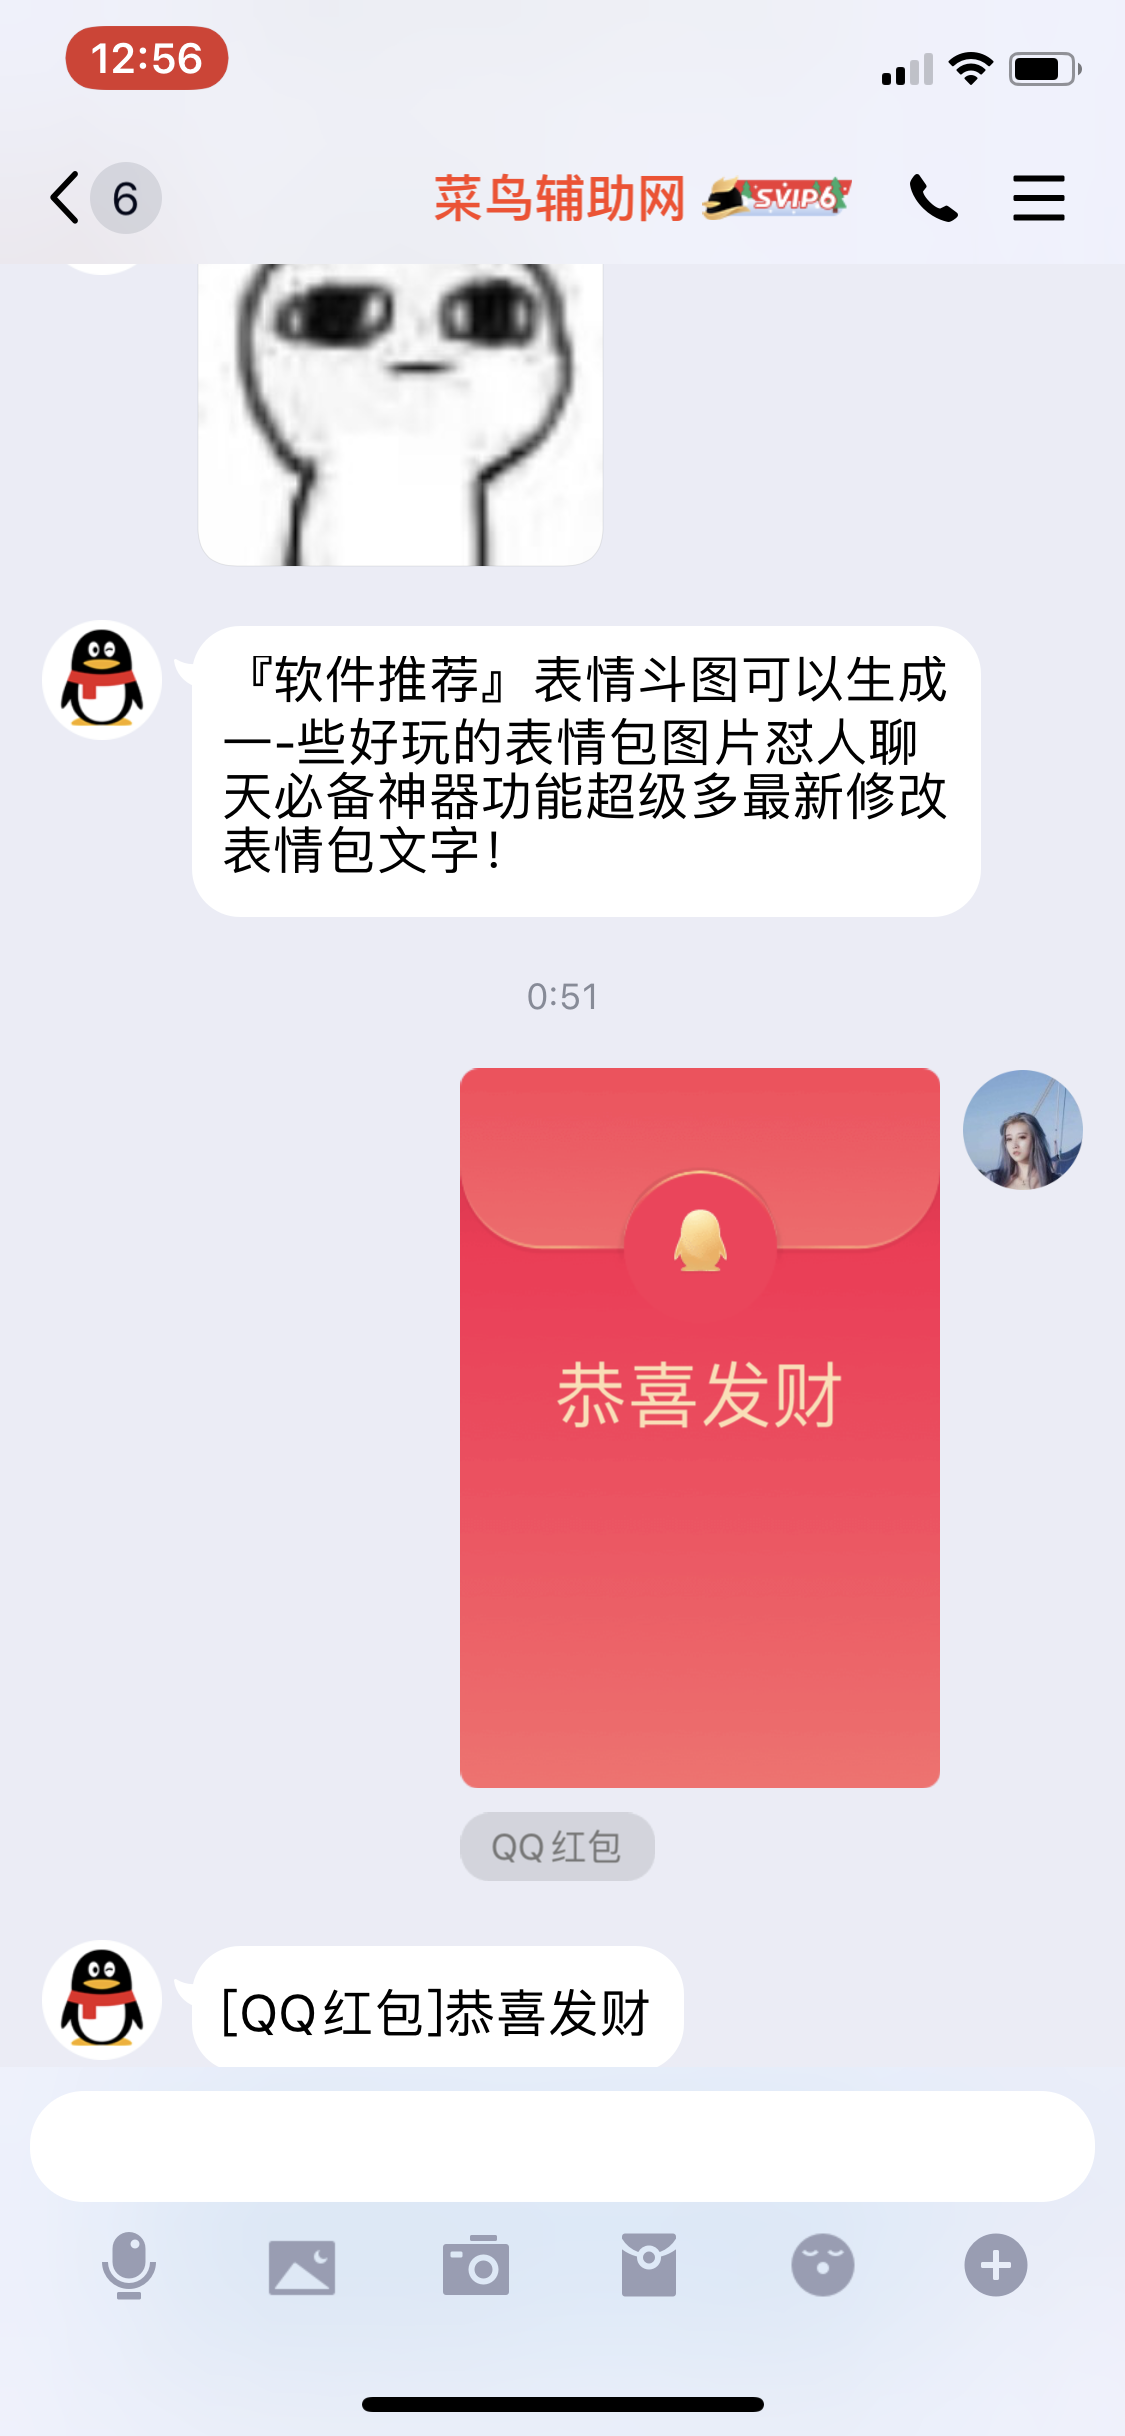 12:56
6
菜鸟辅助网 SVIP6
『软件推荐』表情斗图可以生成
一-些好玩的表情包图片怼人聊
天必备神器功能超级多最新修改
表情包文字!
0:51
恭喜发财
QQ红包
[QQ红包]恭喜发财